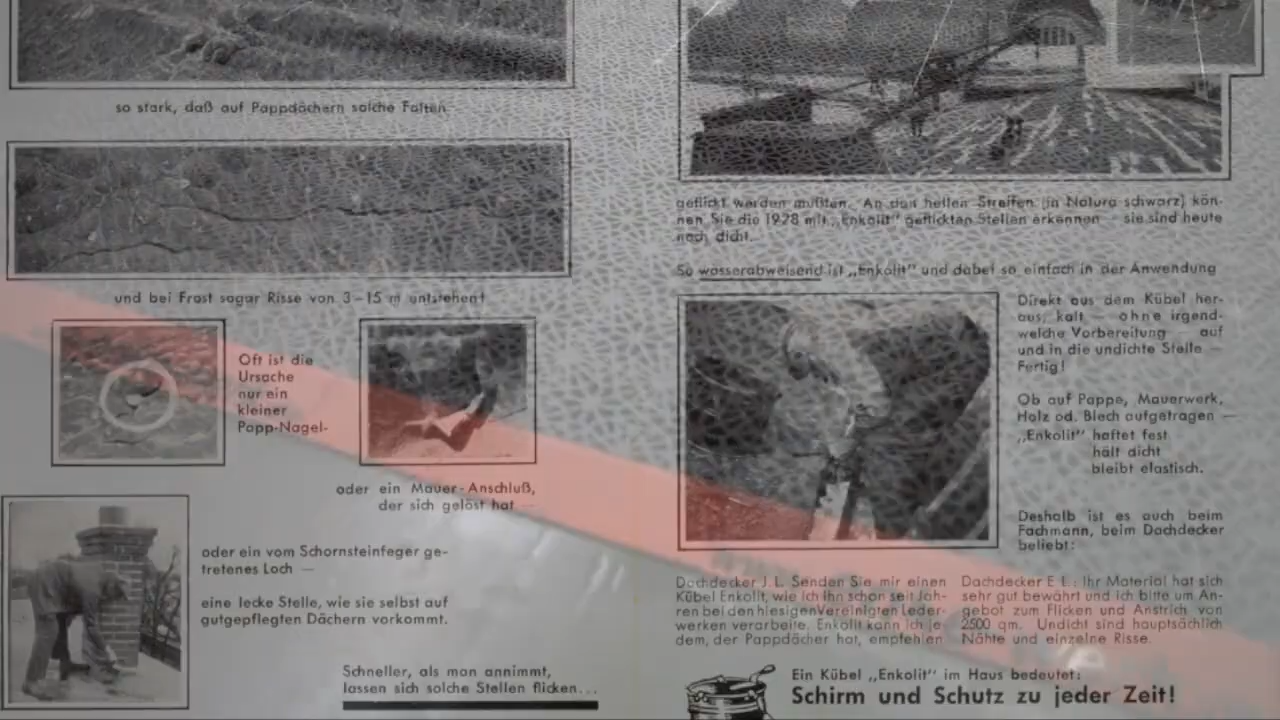 so stark, daß auf Pappdächern solche Falten
und bei Frost sogar Risse von 3–15 m entstehen!
Oft ist die
Ursache
nur ein
kleiner
Papp-Nagel-
oder ein Mauer-Anschluß,
der sich gelöst hat —
oder ein vom Schornsteinfeger ge-
tretenes Loch —
eine lecke Stelle, wie sie selbst auf
gutgepflegten Dächern vorkommt.
Schneller, als man annimmt,
lassen sich solche Stellen flicken...
geflickt werden mußten. An den hellen Streifen (in Natura schwarz) kön-
nen Sie die 1928 mit „Enkolit" geflickten Stellen erkennen — sie sind heute
noch dicht.
So wasserabweisend ist „Enkolit" und dabei so einfach in der Anwendung
Direkt aus dem Kübel her-
aus, kalt — ohne irgend-
welche Vorbereitung — auf
und in die undichte Stelle —
Fertig!
Ob auf Pappe, Mauerwerk,
Holz od. Blech aufgetragen —
„Enkolit" haftet fest
hält dicht
bleibt elastisch.
Deshalb ist es auch beim
Fachmann, beim Dachdecker
beliebt:
Dachdecker J. L. Senden Sie mir einen
Kübel Enkolit, wie ich ihn schon seit Jah-
ren bei den hiesigen Vereinigten Leder-
werken verarbeite. Enkolit kann ich je-
dem, der Pappdächer hat, empfehlen
Dachdecker E. L.: Ihr Material hat sich
sehr gut bewährt und ich bitte um An-
gebot zum Flicken und Anstrich von
2500 qm. Undicht sind hauptsächlich
Nähte und einzelne Risse.
Ein Kübel „Enkolit" im Haus bedeutet:
Schirm und Schutz zu jeder Zeit!